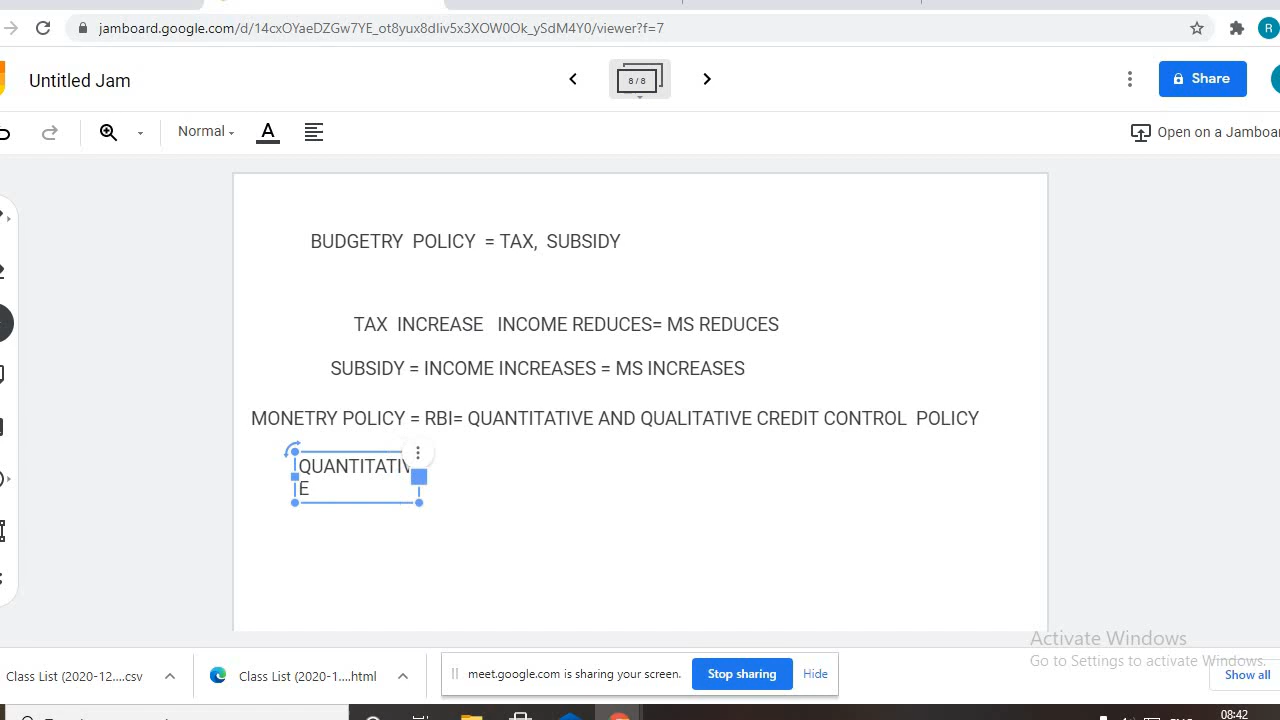 jamboard.google.com/d/14cxOYaeDZGw7YE_ot8yux8dIiv5x3XOW0Ok_ySdM4Y0/viewer?f=7
R
Untitled Jam
8 / 8
Share
Normal
A
Open on a Jamboar
BUDGETRY POLICY = TAX, SUBSIDY
TAX INCREASE INCOME REDUCES= MS REDUCES
SUBSIDY = INCOME INCREASES = MS INCREASES
MONETRY POLICY = RBI= QUANTITATIVE AND QUALITATIVE CREDIT CONTROL POLICY
QUANTITATIV
E
Activate Windows
Go to Settings to activate Windows.
Class List (2020-12....csv
Class List (2020-1....html
meet.google.com is sharing your screen.
Stop sharing
Hide
Show all
08:42